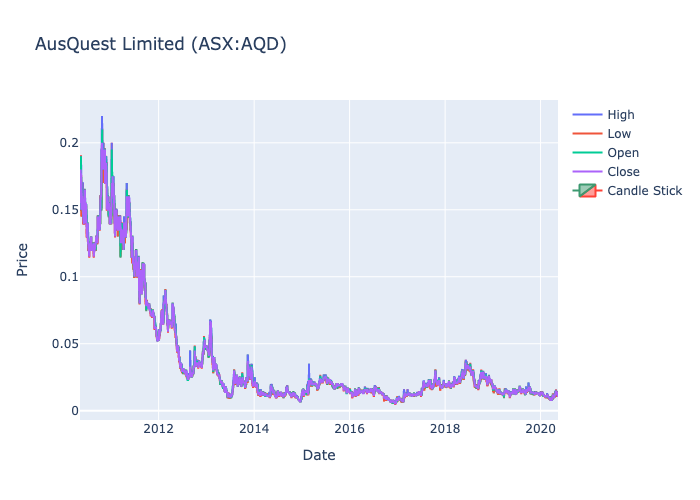 AusQuest Limited (ASX:AQD)
High
Low
Open
Close
Candle Stick
Price
0.2
0.15
0.1
0.05
0
2012
2014
2016
2018
2020
Date